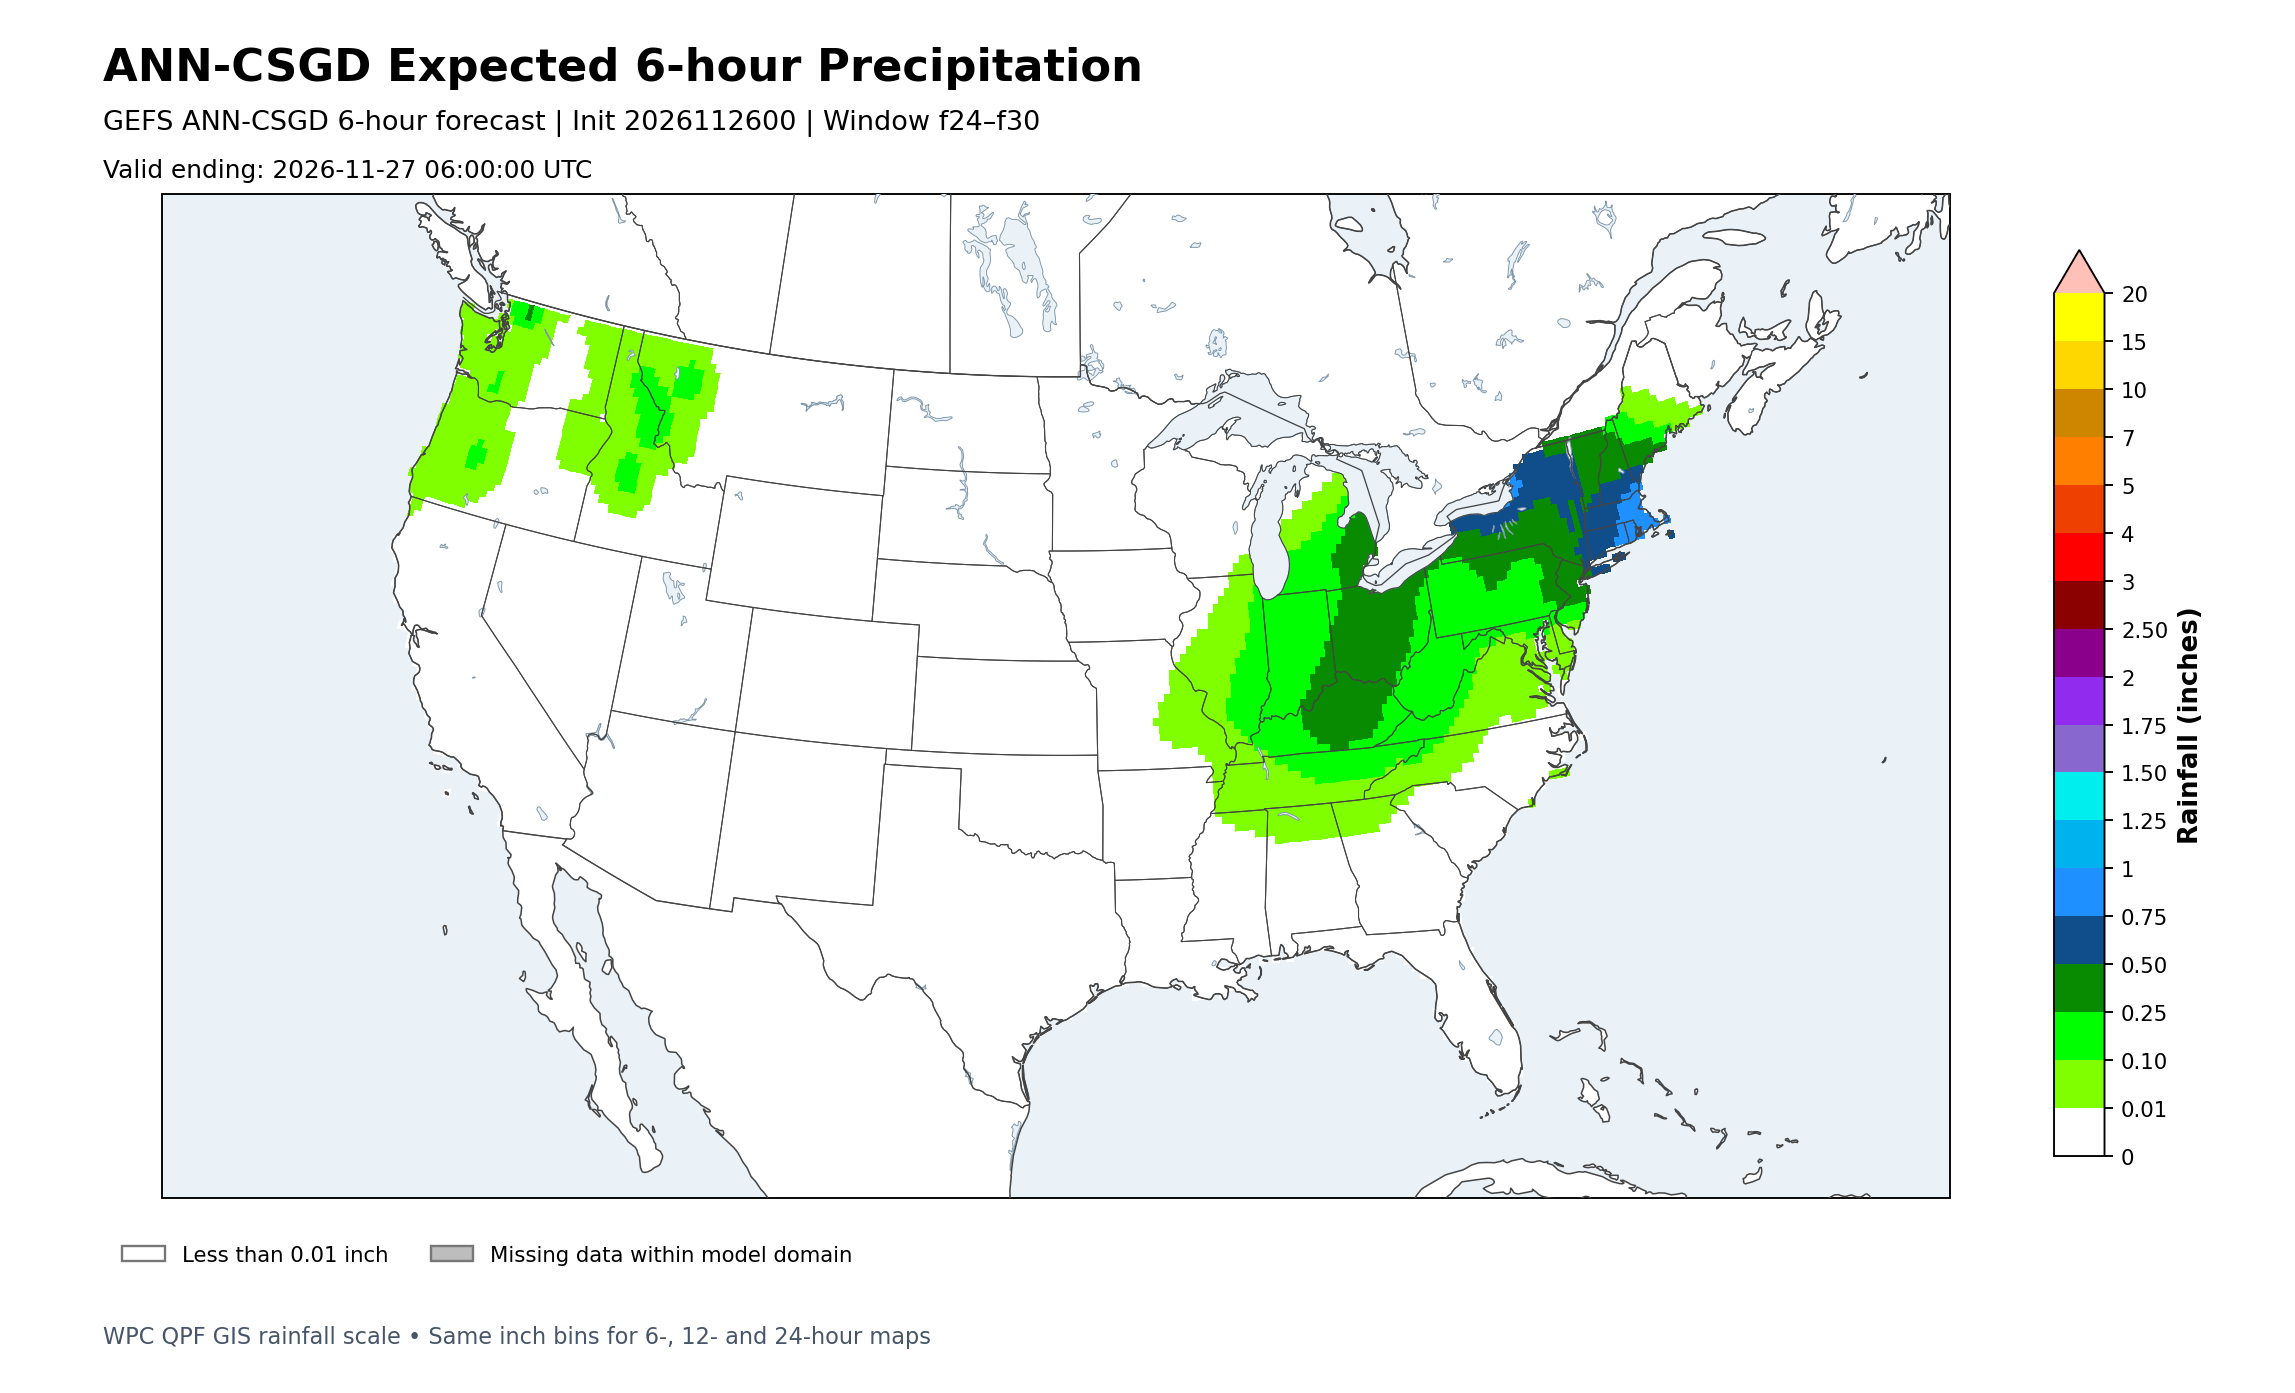 ANN-CSGD Expected 6-hour Precipitation
GEFS ANN-CSGD 6-hour forecast | Init 2026112600 | Window f24–f30
Valid ending: 2026-11-27 06:00:00 UTC
20
15
10
7
5
4
3
2.50
2
1.75
1.50
1.25
1
0.75
0.50
0.25
0.10
0.01
0
Rainfall (inches)
Less than 0.01 inch
Missing data within model domain
WPC QPF GIS rainfall scale • Same inch bins for 6-, 12- and 24-hour maps